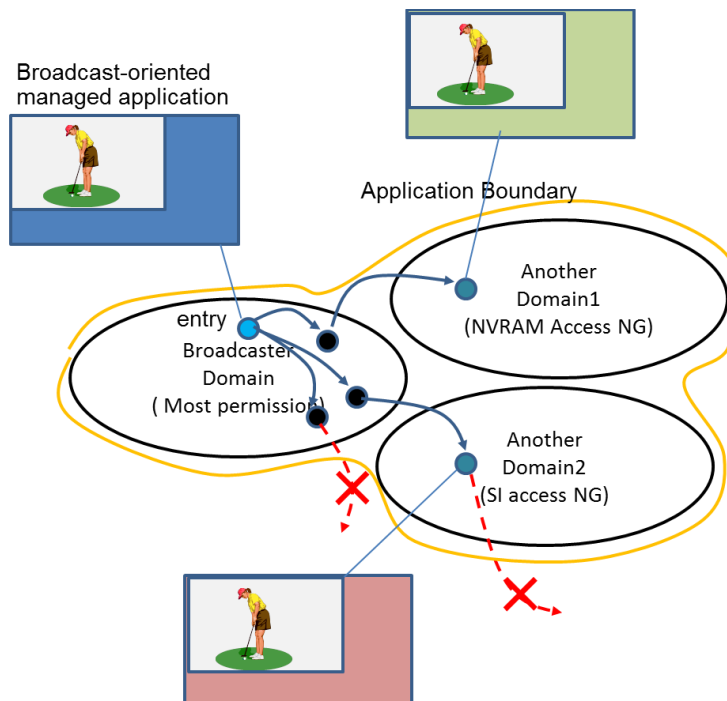 Broadcast-oriented
managed application
Application Boundary
Another
Domain1
(NVRAM Access NG)
entry
Broadcaster
Domain
( Most permission)
Another
Domain2
(SI access NG)